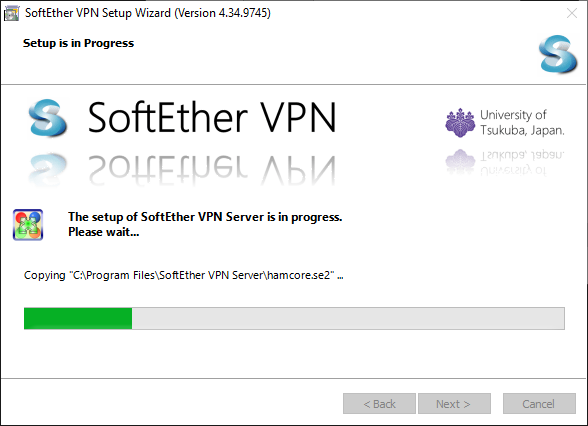 SoftEther VPN Setup Wizard (Version 4.34.9745)
Setup is in Progress
SoftEther VPN
University of
Tsukuba, Japan.
The setup of SoftEther VPN Server is in progress.
Please wait...
Copying "C:\Program Files\SoftEther VPN Server\hamcore.se2" ...
< Back
Next >
Cancel